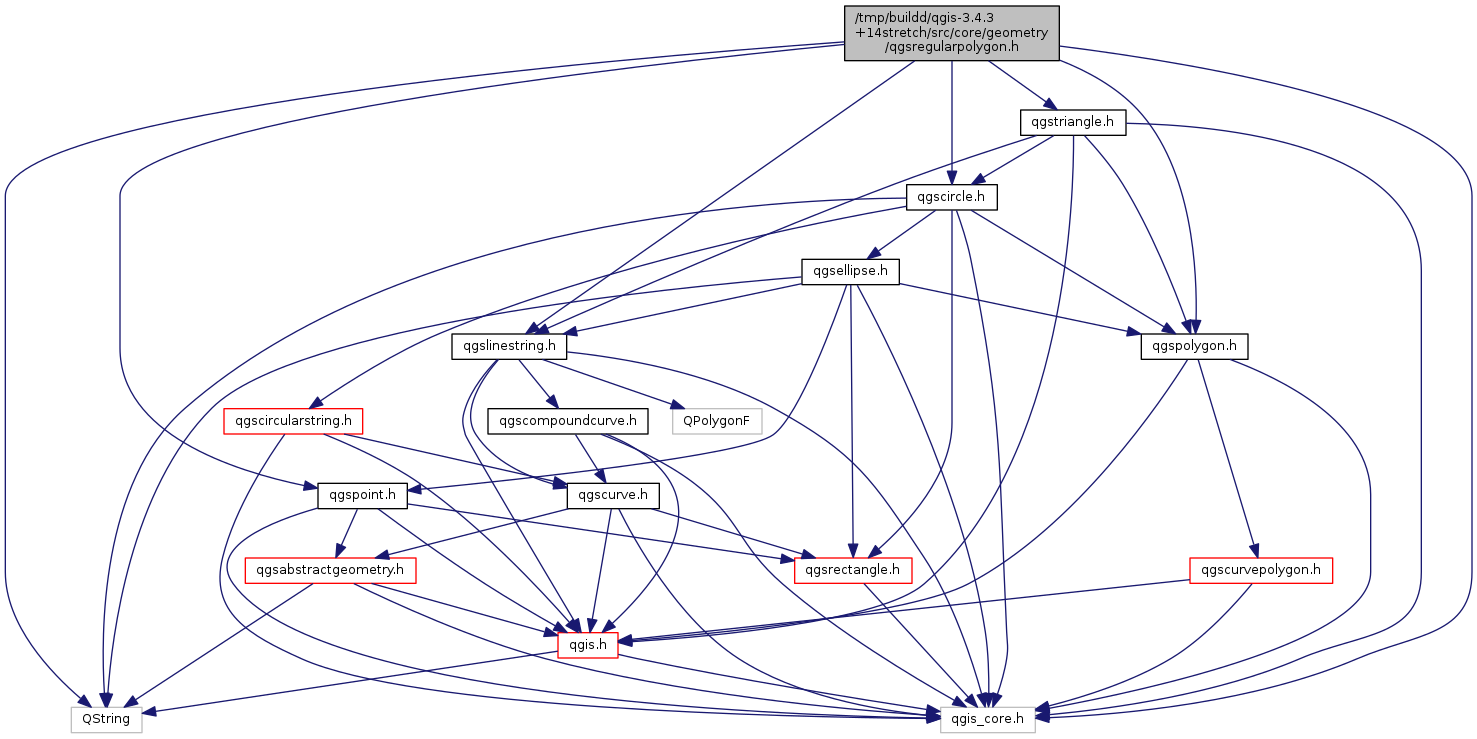 /tmp/buildd/qgis-3.4.3
+14stretch/src/core/geometry
/qgsregularpolygon.h
qgstriangle.h
qgscircle.h
qgsellipse.h
qgslinestring.h
qgspolygon.h
qgscircularstring.h
qgscompoundcurve.h
QPolygonF
qgspoint.h
qgscurve.h
qgsabstractgeometry.h
qgsrectangle.h
qgscurvepolygon.h
qgis.h
QString
qgis_core.h